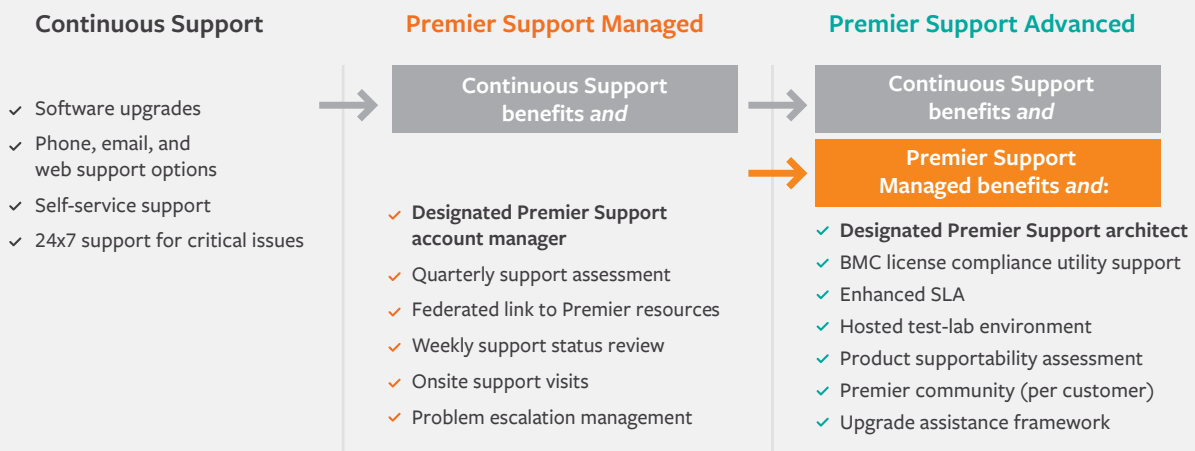 Continuous Support
Software upgrades
Phone, email, and
web support options
Self-service support
24x7 support for critical issues
Premier Support Managed
Continuous Support
benefits and
Designated Premier Support
account manager
Quarterly support assessment
Federated link to Premier resources
Weekly support status review
Onsite support visits
Problem escalation management
Premier Support Advanced
Continuous Support
benefits and
Premier Support
Managed benefits and:
Designated Premier Support architect
BMC license compliance utility support
Enhanced SLA
Hosted test-lab environment
Product supportability assessment
Premier community (per customer)
Upgrade assistance framework